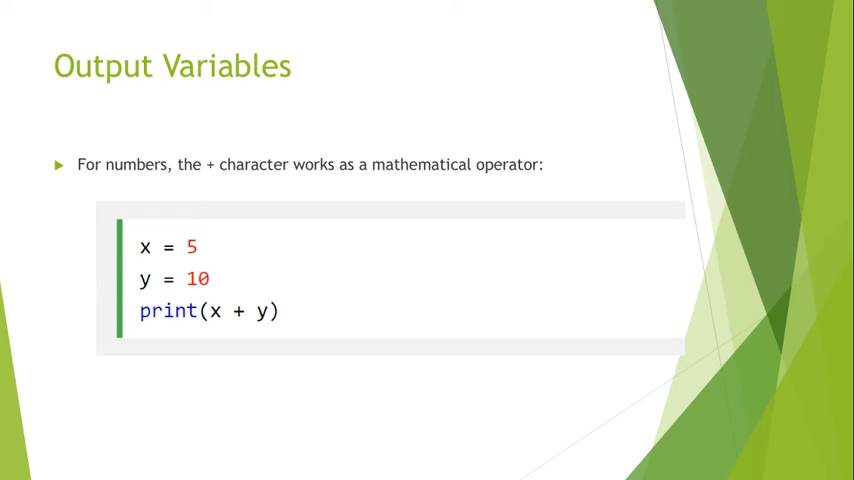 Output Variables
For numbers, the + character works as a mathematical operator:
x = 5
y = 10
print(x + y)